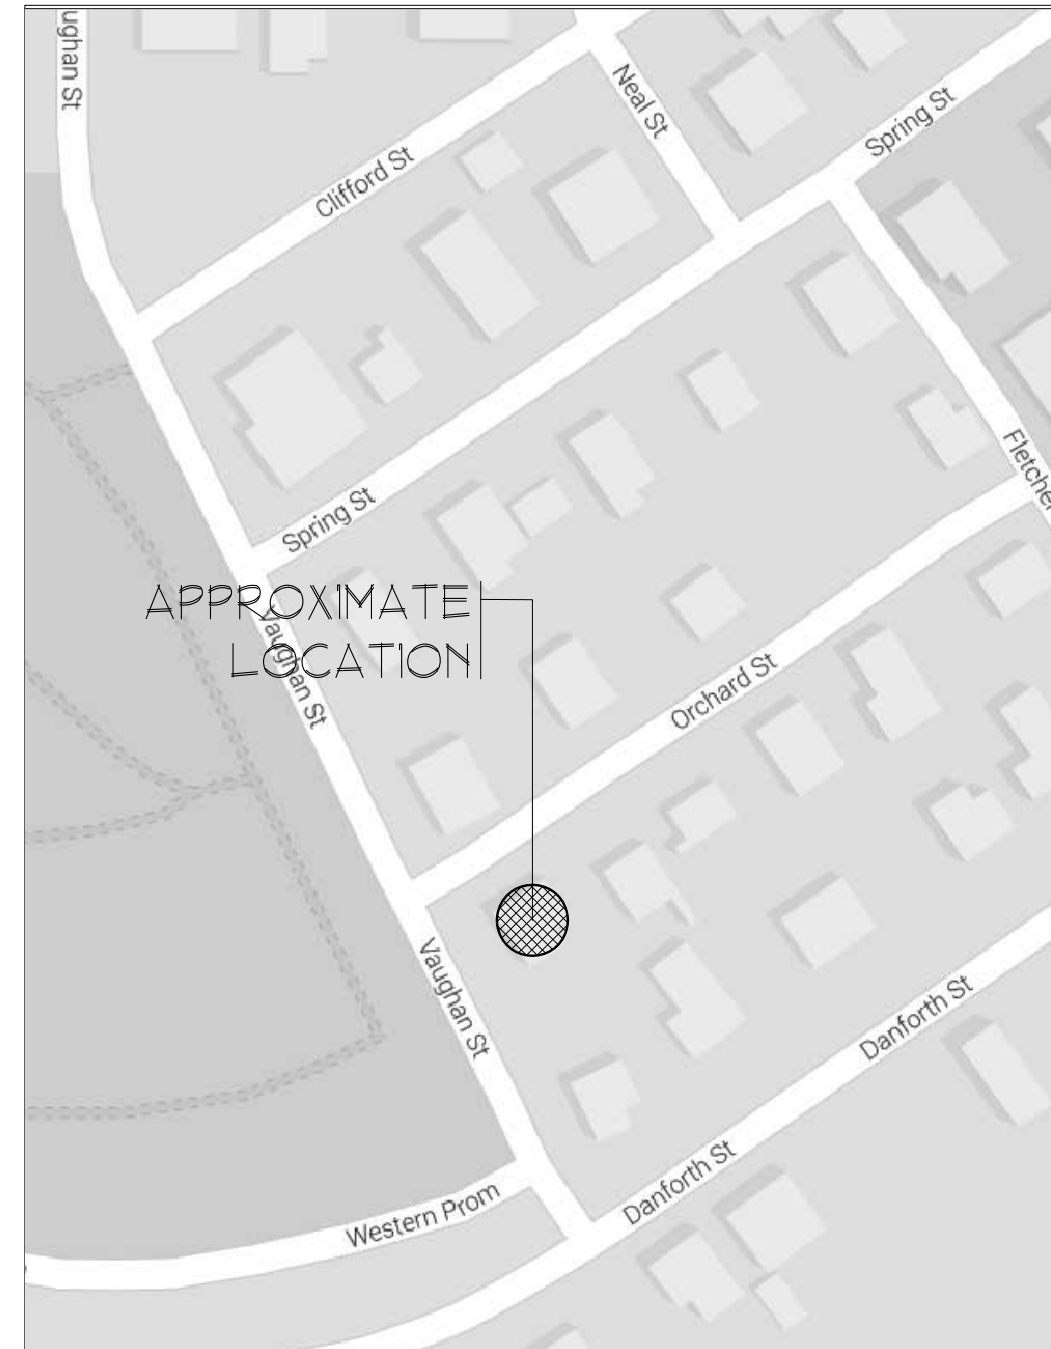 ughan St
Neal St
Spring St
Clifford St
Fletcher
Spring St
APPROXIMATE
LOCATION
Vaughan St
Orchard St
Vaughan St
Danforth St
Danforth St
Western Prom